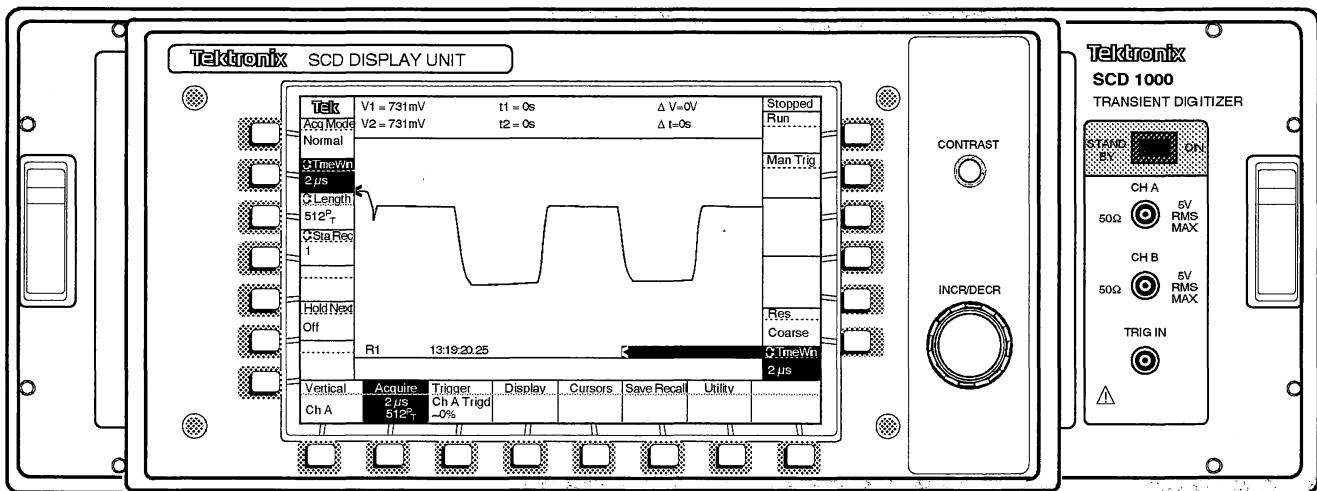 Tektronix SCD DISPLAY UNIT
Tek
V1 = 731mV t1 = 0s Δ V=0V
V2 = 731mV t2 = 0s Δ t=0s
Stopped
Run
Man Trig
Acq Mode
Normal
TmeWin
2 µs
Length
512PT
Sta Rec
1
Hold Next
Off
R1 13:19:20.25
Res
Coarse
TimeWin
2 µs
Vertical Acquire Trigger Display Cursors Save Recall Utility
Ch A 2 µs Ch A Trigd
512PT ~0%
CONTRAST
INCR/DECR
Tektronix
SCD 1000
TRANSIENT DIGITIZER
STAND BY ON
CH A
50Ω 5V RMS MAX
CH B
50Ω 5V RMS MAX
TRIG IN